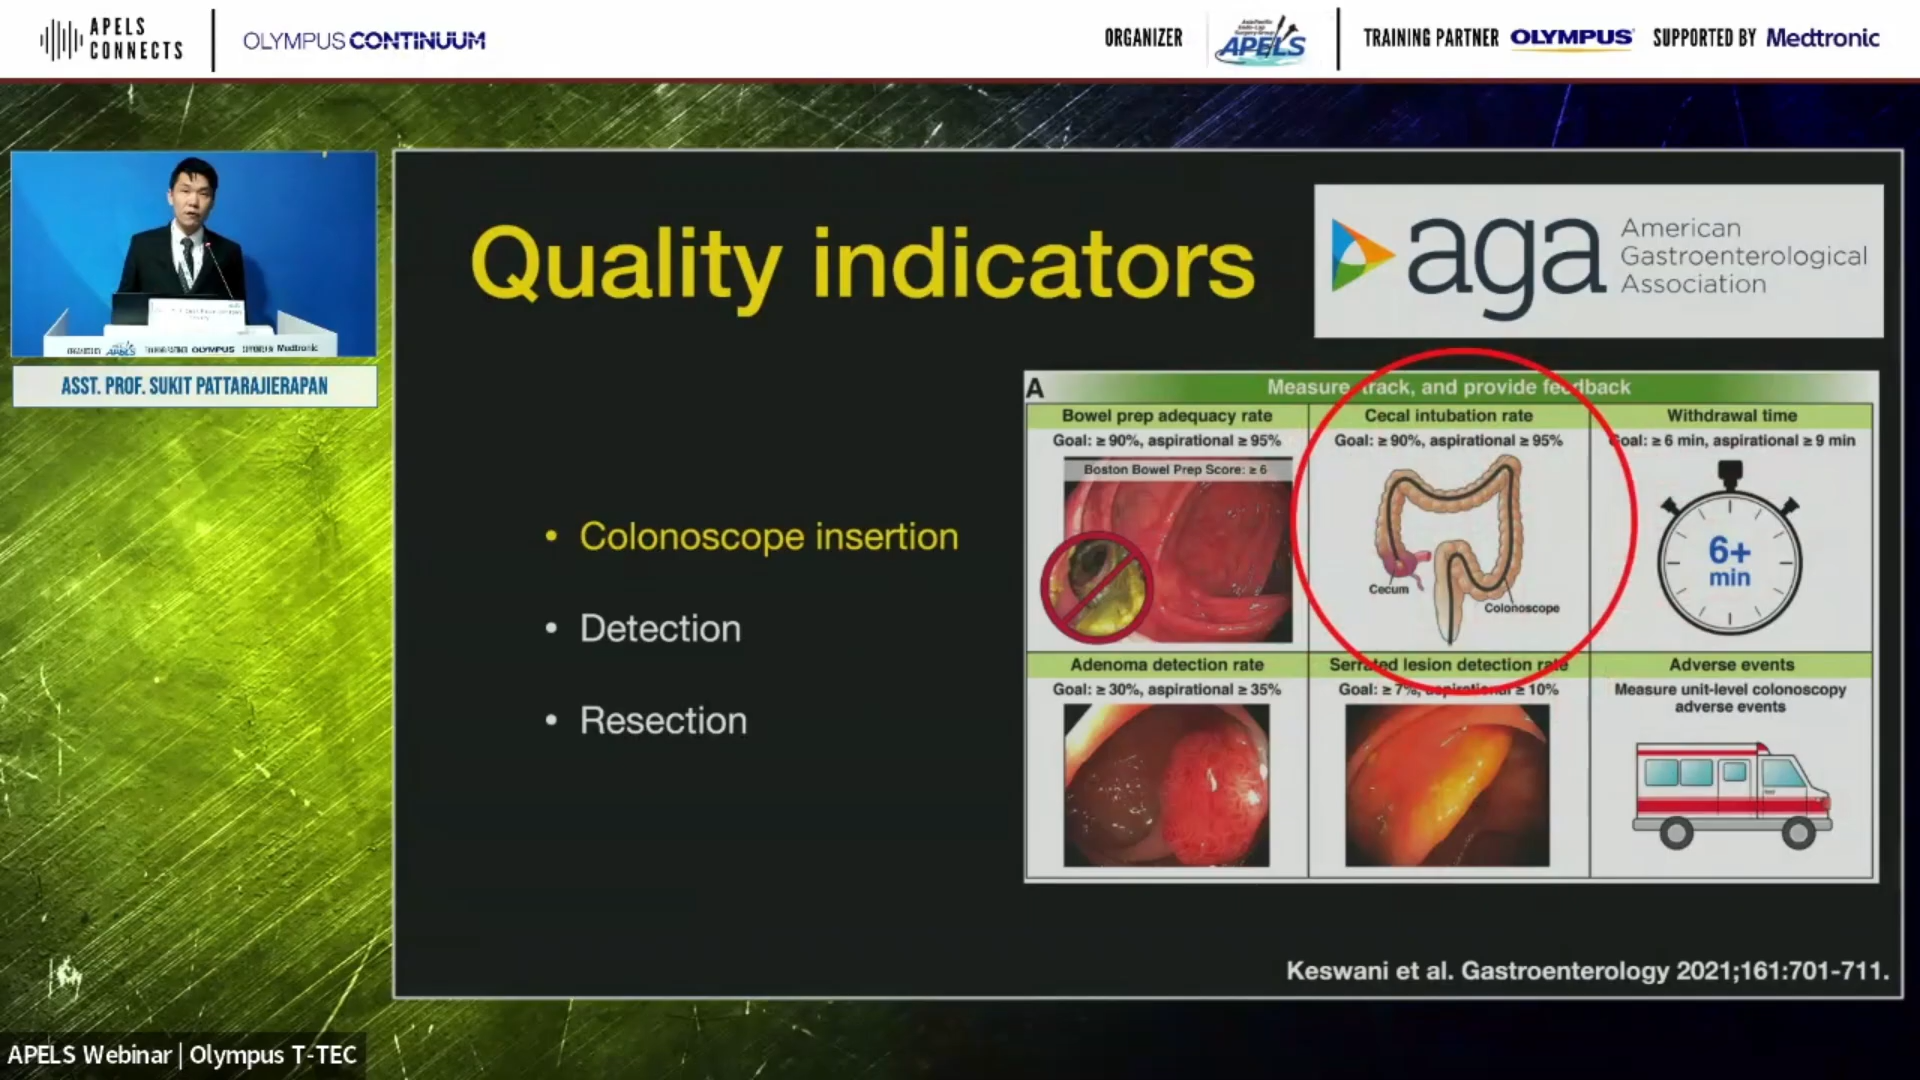 APELS
CONNECTS
OLYMPUS CONTINUUM
ORGANIZER
APELS
TRAINING PARTNER OLYMPUS
SUPPORTED BY Medtronic
APELS
OLYMPUS
Medtronic
ASST. PROF. SUKIT PATTARAJIERAPAN
Quality indicators
aga
American
Gastroenterological
Association
• Colonoscope insertion
• Detection
• Resection
A
Measure, track, and provide feedback
Bowel prep adequacy rate
Goal: ≥ 90%, aspirational ≥ 95%
Boston Bowel Prep Score: ≥ 6
Cecal intubation rate
Goal: ≥ 90%, aspirational ≥ 95%
Cecum
Colonoscope
Withdrawal time
Goal: ≥ 6 min, aspirational ≥ 9 min
6+
min
Adenoma detection rate
Goal: ≥ 30%, aspirational ≥ 35%
Serrated lesion detection rate
Goal: ≥ 7%, aspirational ≥ 10%
Adverse events
Measure unit-level colonoscopy
adverse events
Keswani et al. Gastroenterology 2021;161:701-711.
APELS Webinar | Olympus T-TEC